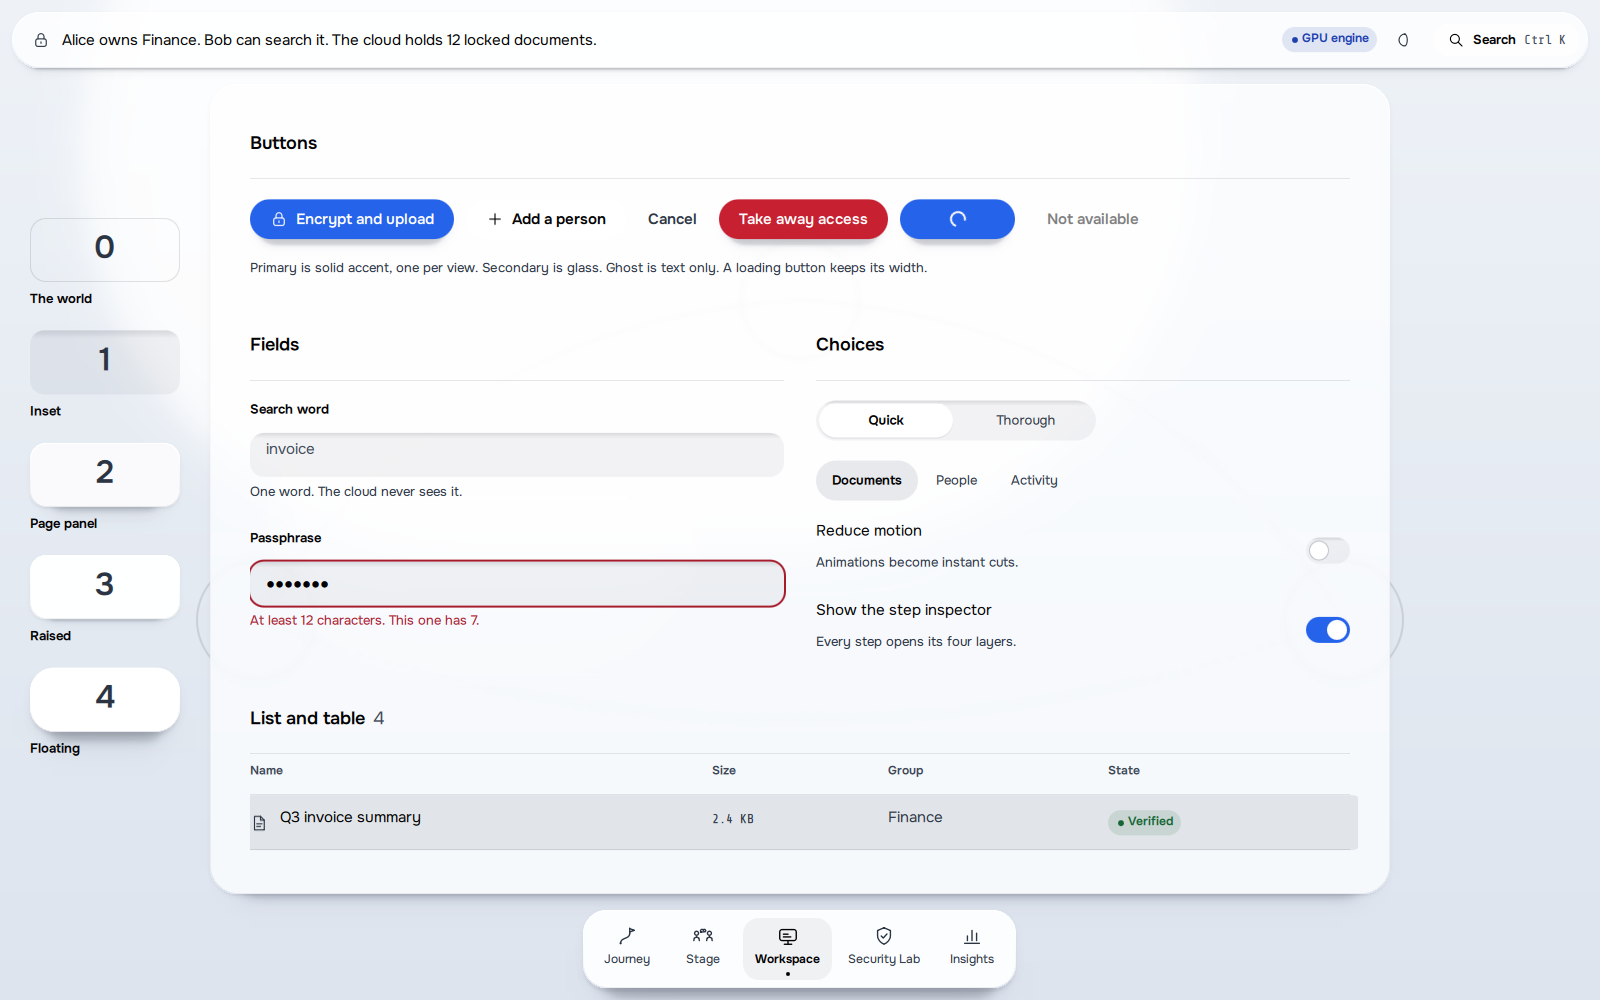 Alice owns Finance. Bob can search it. The cloud holds 12 locked documents.
GPU engine
Search Ctrl K
0
The world
1
Inset
2
Page panel
3
Raised
4
Floating
Buttons
Encrypt and upload
Add a person
Cancel
Take away access
Not available
Primary is solid accent, one per view. Secondary is glass. Ghost is text only. A loading button keeps its width.
Fields
Search word
invoice
One word. The cloud never sees it.
Passphrase
•••••••
At least 12 characters. This one has 7.
Choices
Quick Thorough
Documents People Activity
Reduce motion
Animations become instant cuts.
Show the step inspector
Every step opens its four layers.
List and table 4
Name Size Group State
Q3 invoice summary 2.4 KB Finance Verified
Journey Stage Workspace Security Lab Insights